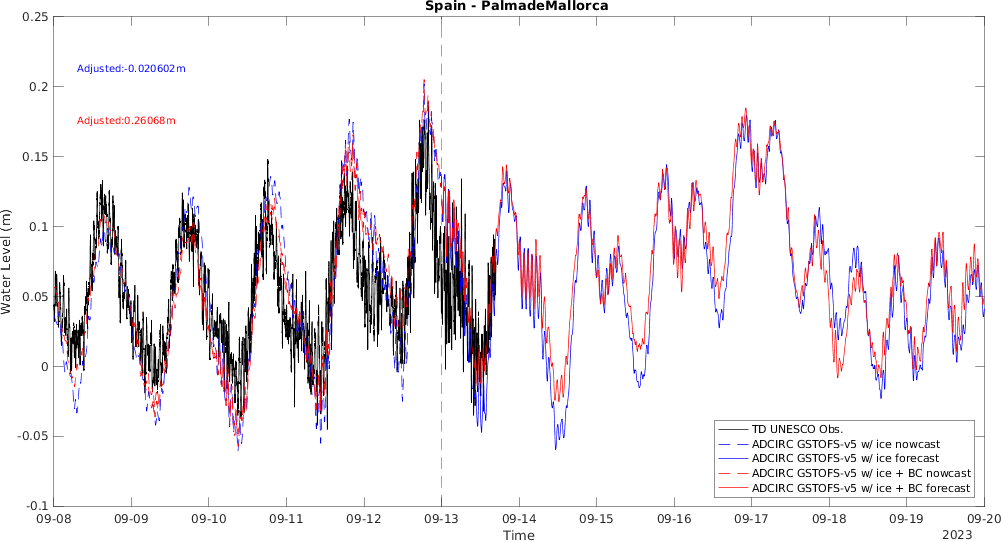 Spain - PalmadeMallorca
0.25
0.2
0.15
0.1
0.05
0
-0.05
-0.1
Water Level (m)
Adjusted:-0.020602m
Adjusted:0.26068m
TD UNESCO Obs.
ADCIRC GSTOFS-v5 w/ ice nowcast
ADCIRC GSTOFS-v5 w/ ice forecast
ADCIRC GSTOFS-v5 w/ ice + BC nowcast
ADCIRC GSTOFS-v5 w/ ice + BC forecast
09-08 09-09 09-10 09-11 09-12 09-13 09-14 09-15 09-16 09-17 09-18 09-19 09-20
Time
2023